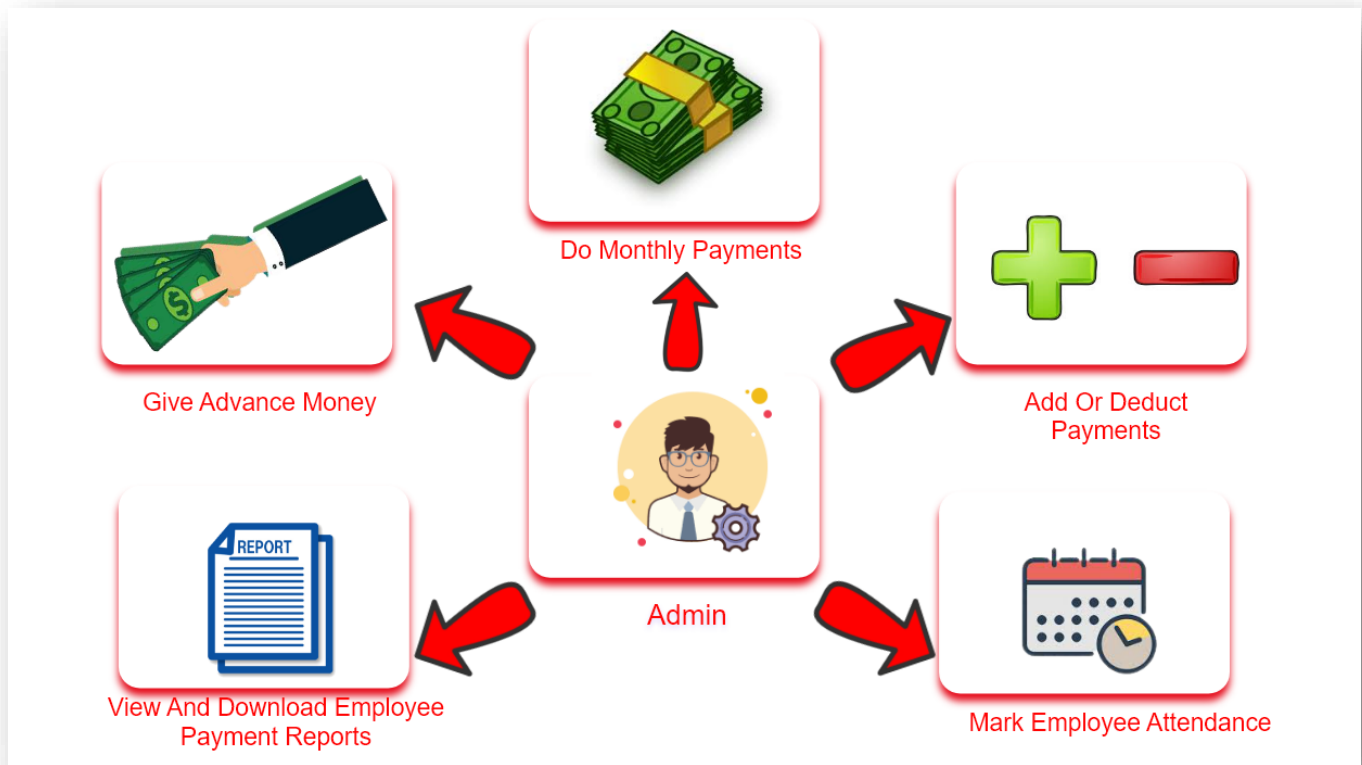 Do Monthly Payments
Give Advance Money
Add Or Deduct
Payments
REPORT
Admin
View And Download Employee
Payment Reports
Mark Employee Attendance